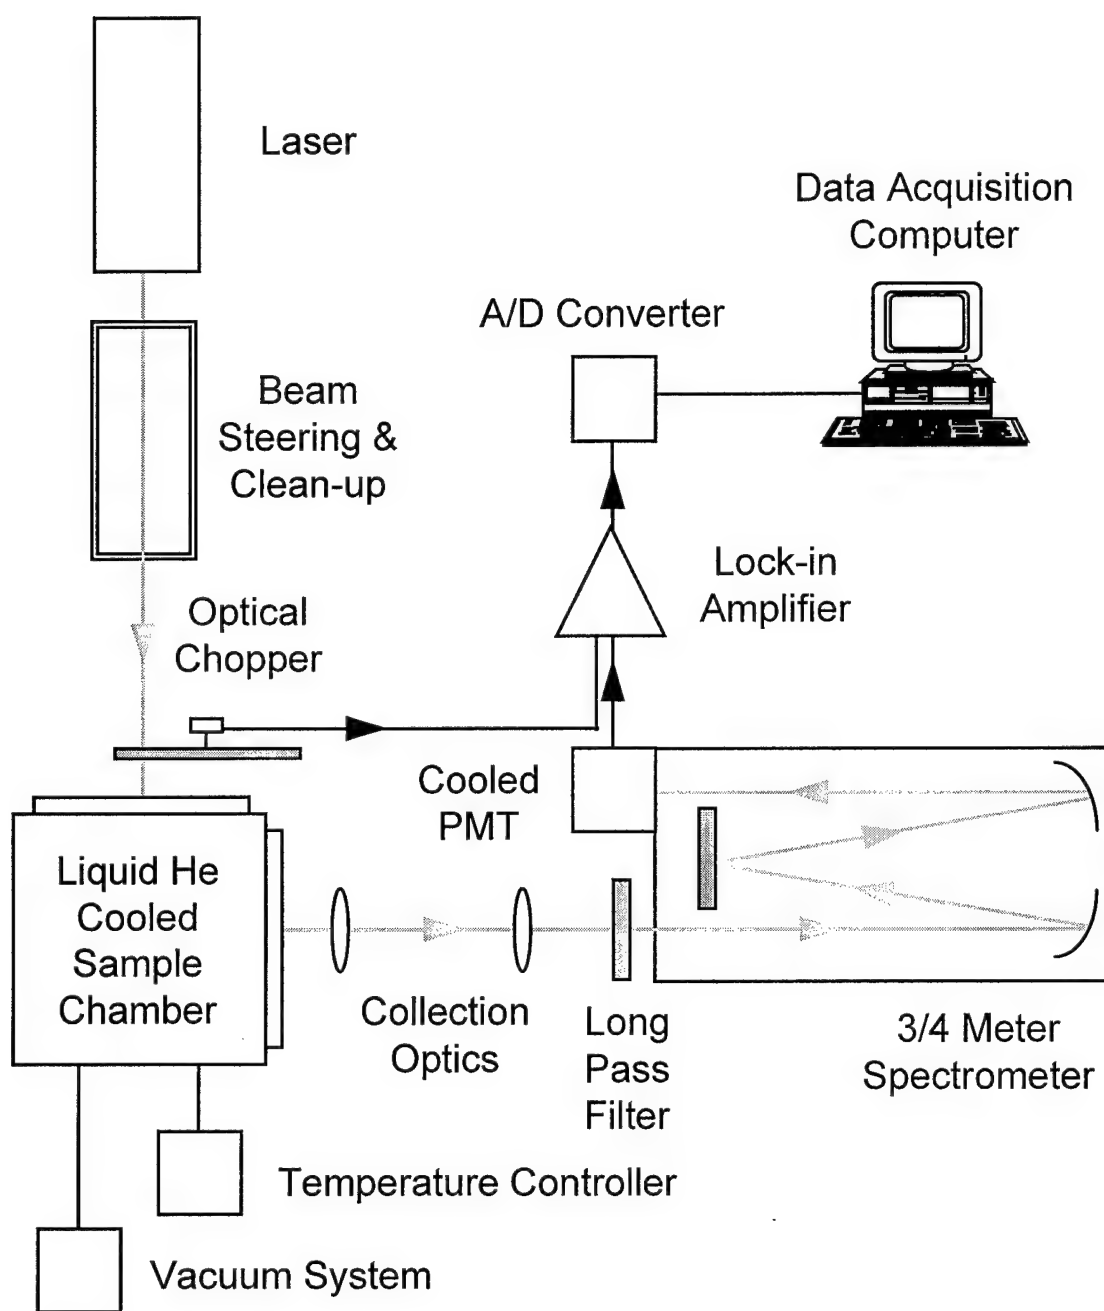 Laser
Data Acquisition
Computer
A/D Converter
Beam
Steering &
Clean-up
Lock-in
Amplifier
Optical
Chopper
Cooled
PMT
Liquid He
Cooled
Sample
Chamber
Collection
Optics
Long
Pass
Filter
3/4 Meter
Spectrometer
Temperature Controller
Vacuum System